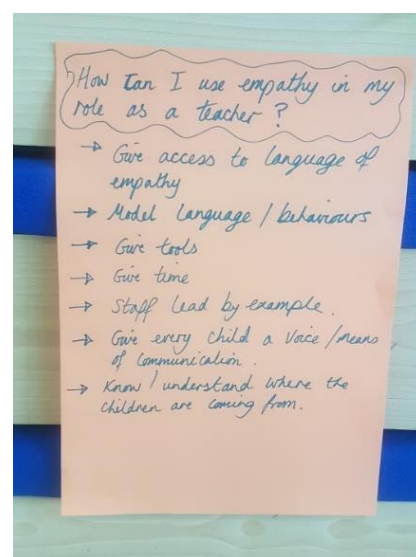 How Can I use empathy in my
role as a teacher?
→ Give access to language of
empathy
→ Model language / behaviours
→ Give tools
→ Give time
→ Staff lead by example.
→ Give every child a Voice / means
of communication.
→ Know / understand where the
children are coming from.